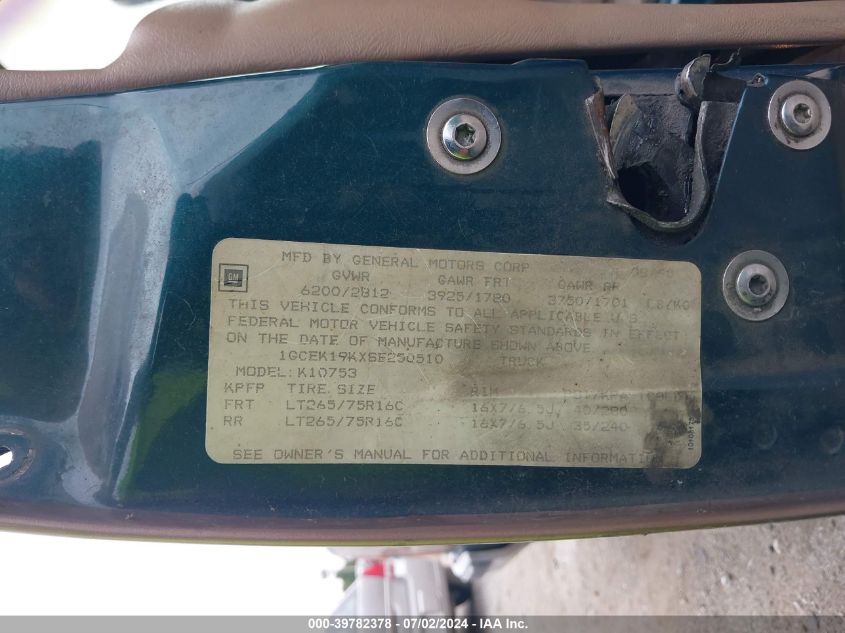 MFD BY GENERAL MOTORS CORP
GM
GVWR GAWR FRT GAWR RR
6200/2812 3925/1780 3750/1701 LB/KG
THIS VEHICLE CONFORMS TO ALL APPLICABLE U.S.
FEDERAL MOTOR VEHICLE SAFETY STANDARDS IN EFFECT
ON THE DATE OF MANUFACTURE SHOWN ABOVE
1GCEK19KXSE250510 TRUCK
MODEL: K10753
KPFP TIRE SIZE RIM
FRT LT265/75R16C 16X7/6.5J
RR LT265/75R16C 16X7/6.5J 35/240
SEE OWNER'S MANUAL FOR ADDITIONAL INFORMATION
000-39782378 - 07/02/2024 - IAA Inc.